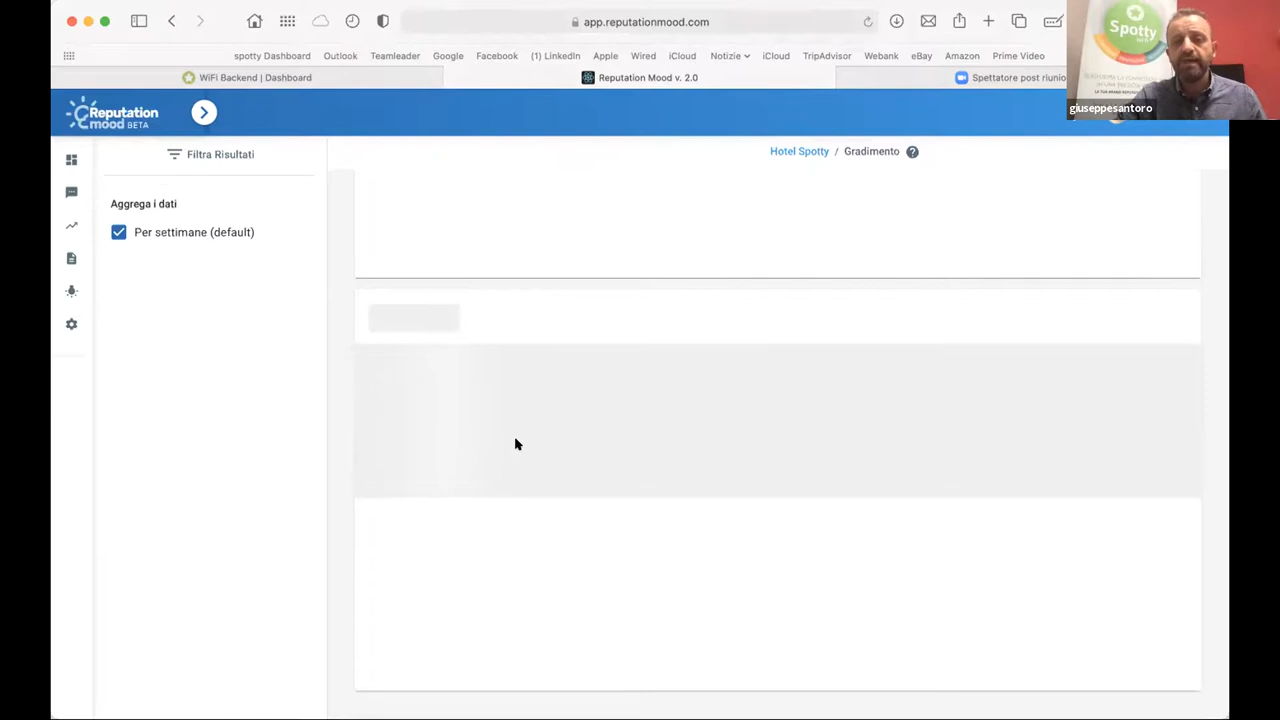 app.reputationmood.com
spotty Dashboard Outlook Teamleader Google Facebook (1) LinkedIn Apple Wired iCloud Notizie iCloud TripAdvisor Webank eBay Amazon Prime Video
WiFi Backend | Dashboard
Reputation Mood v. 2.0
Spettatore post riunio
Spotty
giuseppesantoro
Reputation
mood BETA
Filtra Risultati
Hotel Spotty / Gradimento
Aggrega i dati
Per settimane (default)